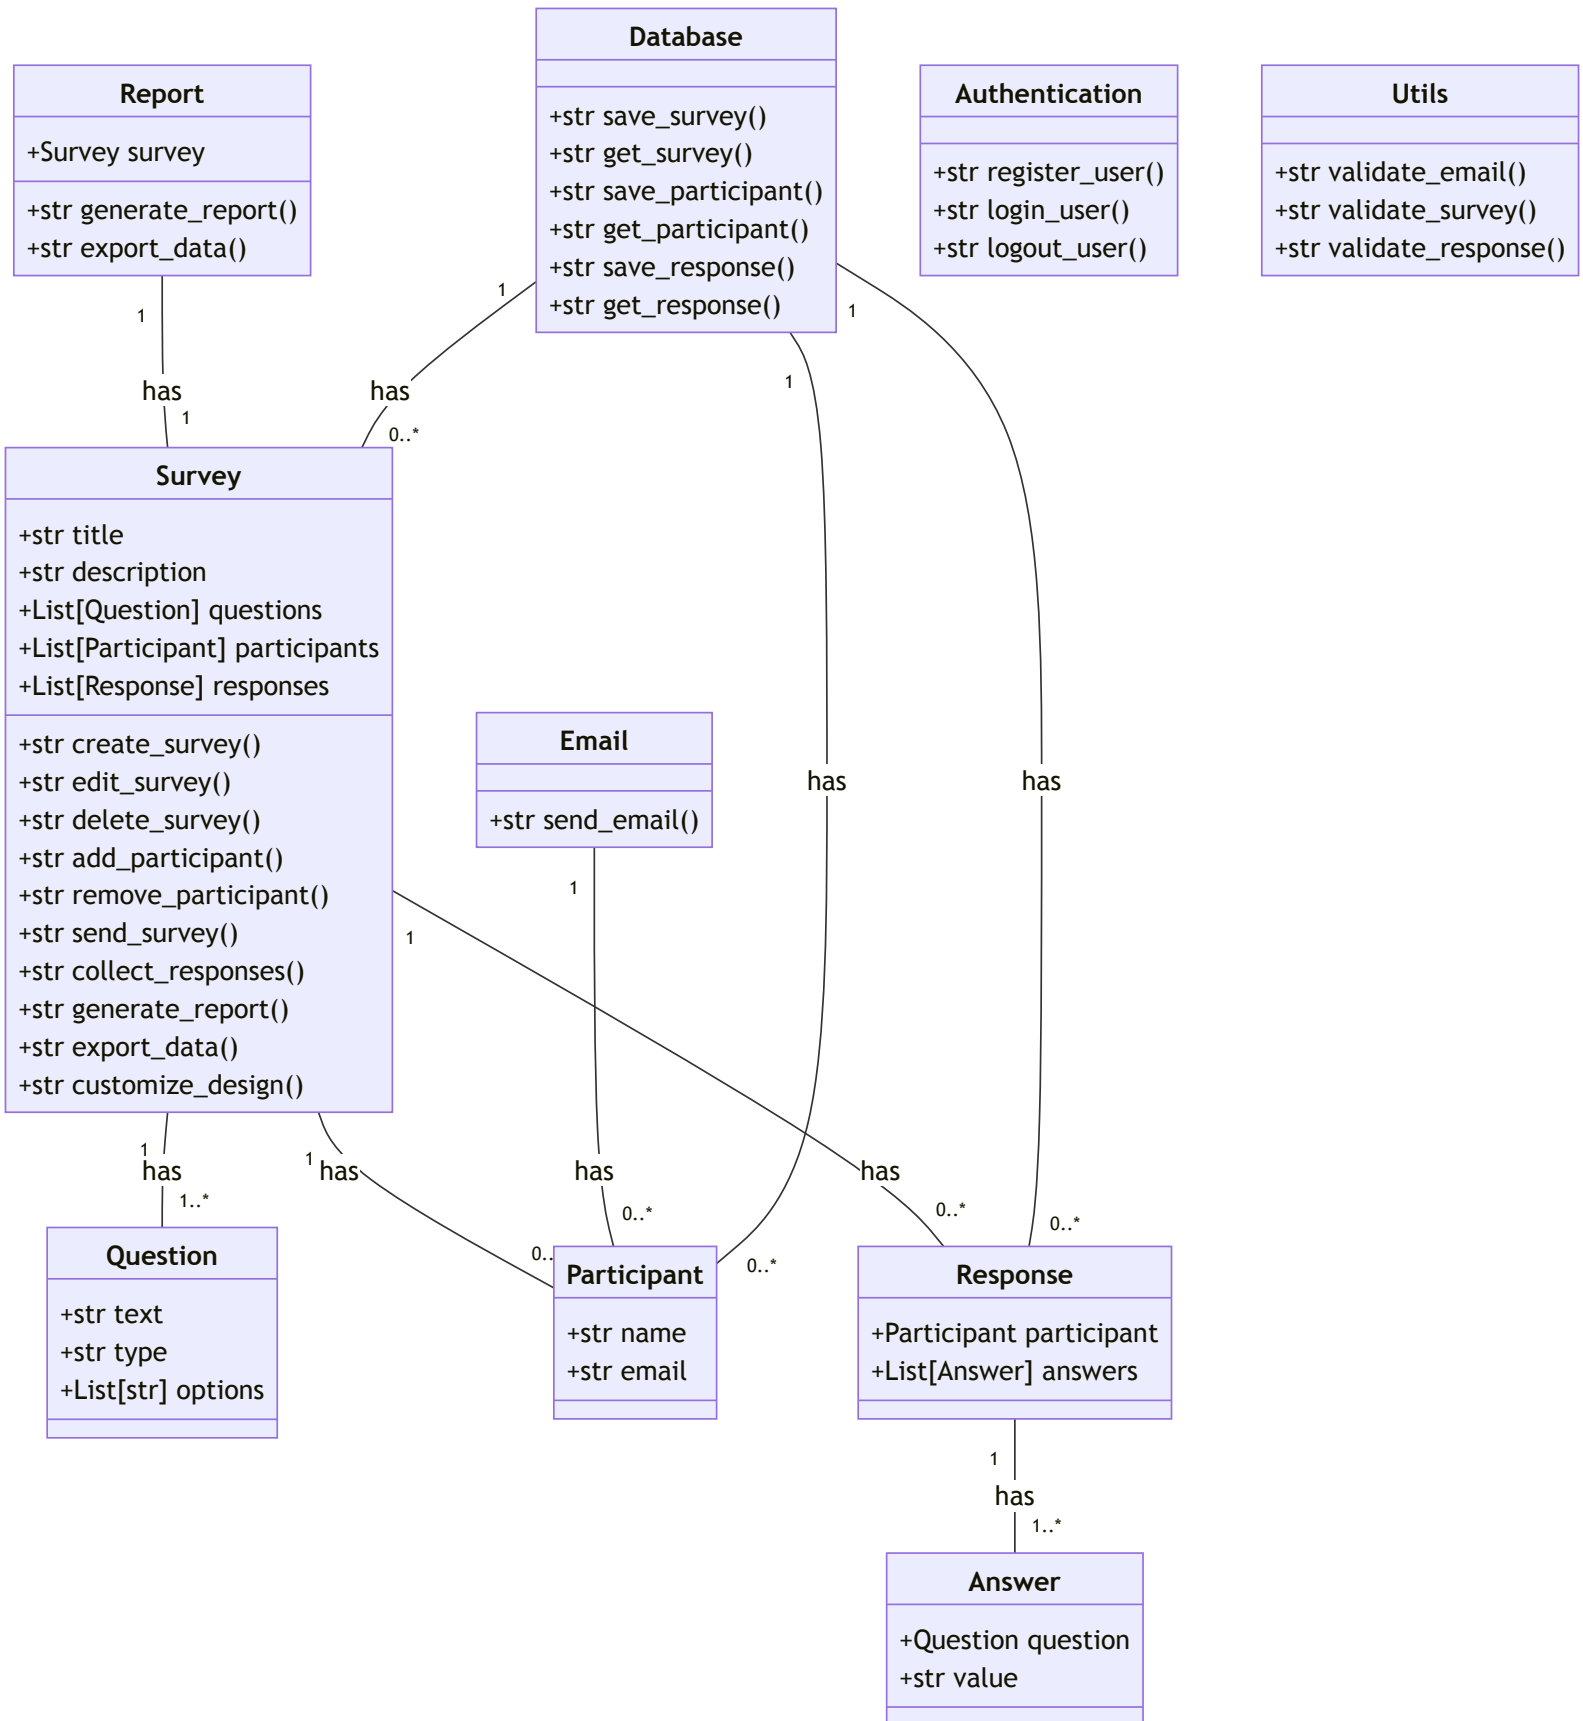 Database
+str save_survey()
+str get_survey()
+str save_participant()
+str get_participant()
+str save_response()
+str get_response()
Report
+Survey survey
+str generate_report()
+str export_data()
Authentication
+str register_user()
+str login_user()
+str logout_user()
Utils
+str validate_email()
+str validate_survey()
+str validate_response()
1
has
1
1
has
0..*
1
has
0..*
1
has
0..*
Survey
+str title
+str description
+List[Question] questions
+List[Participant] participants
+List[Response] responses
+str create_survey()
+str edit_survey()
+str delete_survey()
+str add_participant()
+str remove_participant()
+str send_survey()
+str collect_responses()
+str generate_report()
+str export_data()
+str customize_design()
Email
+str send_email()
1
has
0..*
1
has
0..*
1
has
1..*
1
has
0..
Question
+str text
+str type
+List[str] options
Participant
+str name
+str email
Response
+Participant participant
+List[Answer] answers
1
has
1..*
Answer
+Question question
+str value